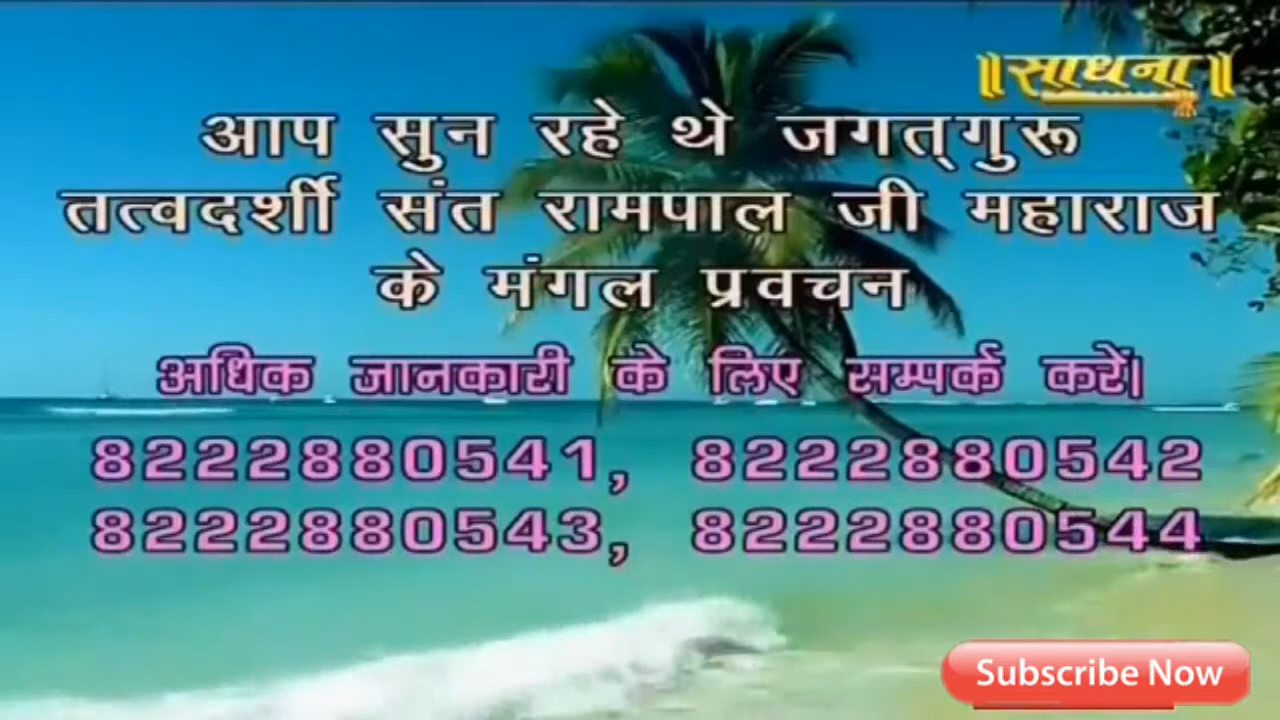 ॥साधना॥
आप सुन रहे थे जगत्गुरू
तत्वदर्शी संत रामपाल जी महाराज
के मंगल प्रवचन
अधिक जानकारी के लिए सम्पर्क करें।
8222880541, 8222880542
8222880543, 8222880544
Subscribe Now